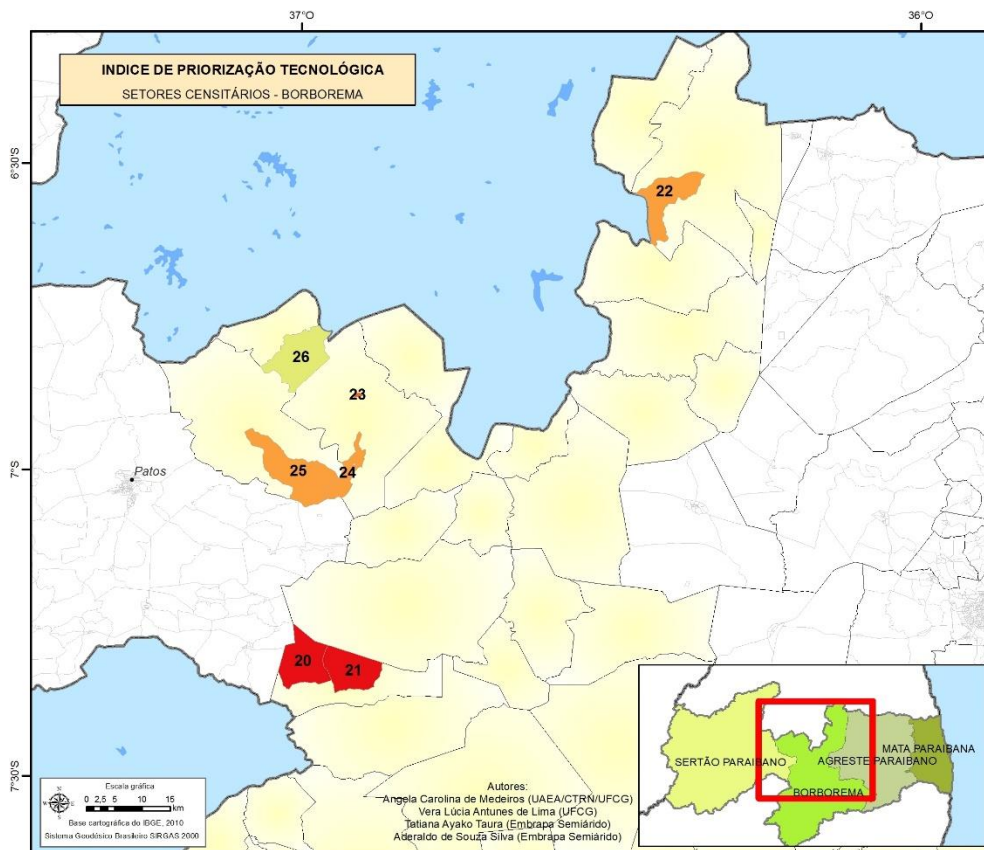 37°O
36°O
INDICE DE PRIORIZAÇÃO TECNOLÓGICA
SETORES CENSITÁRIOS - BORBOREMA
6°30'S
22
26
23
7°S
Patos
25
24
20
21
7°30'S
Escala gráfica
0 2,5 5 10 15
km
Base cartográfica do IBGE, 2010
Sistema Geodésico Brasileiro SIRGAS 2000
Autores:
Angela Carolina de Medeiros (UAEA/CTRN/UFCG)
Vera Lúcia Antunes de Lima (UFCG)
Tatiana Ayako Taura (Embrapa Semiárido)
Aderaldo de Souza Silva (Embrapa Semiárido)
MATA PARAIBANA
SERTÃO PARAIBANO
AGRESTE PARAIBANO
BORBOREMA